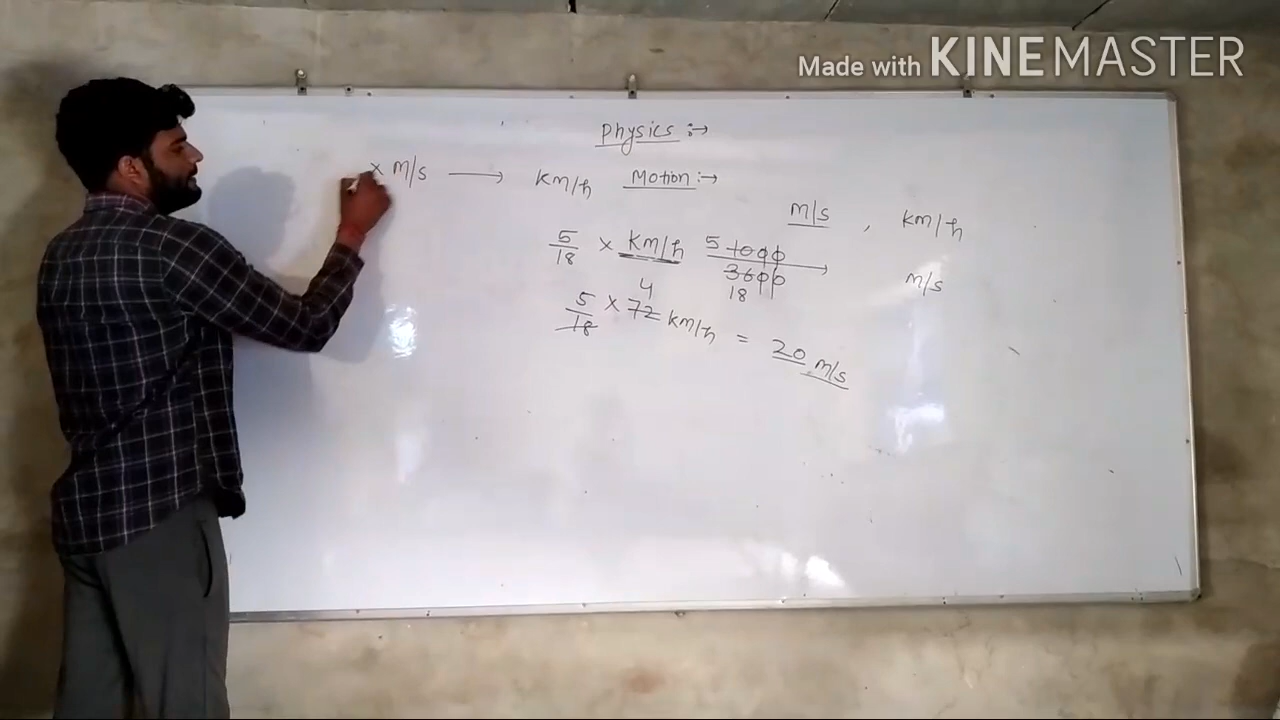 Made with KINEMASTER
Physics :→
x m/s → km/h Motion :→
m/s , km/h
5/18 × km/h 5 1000/3600 18 → m/s
5/18 × 72 4 km/h = 20 m/s